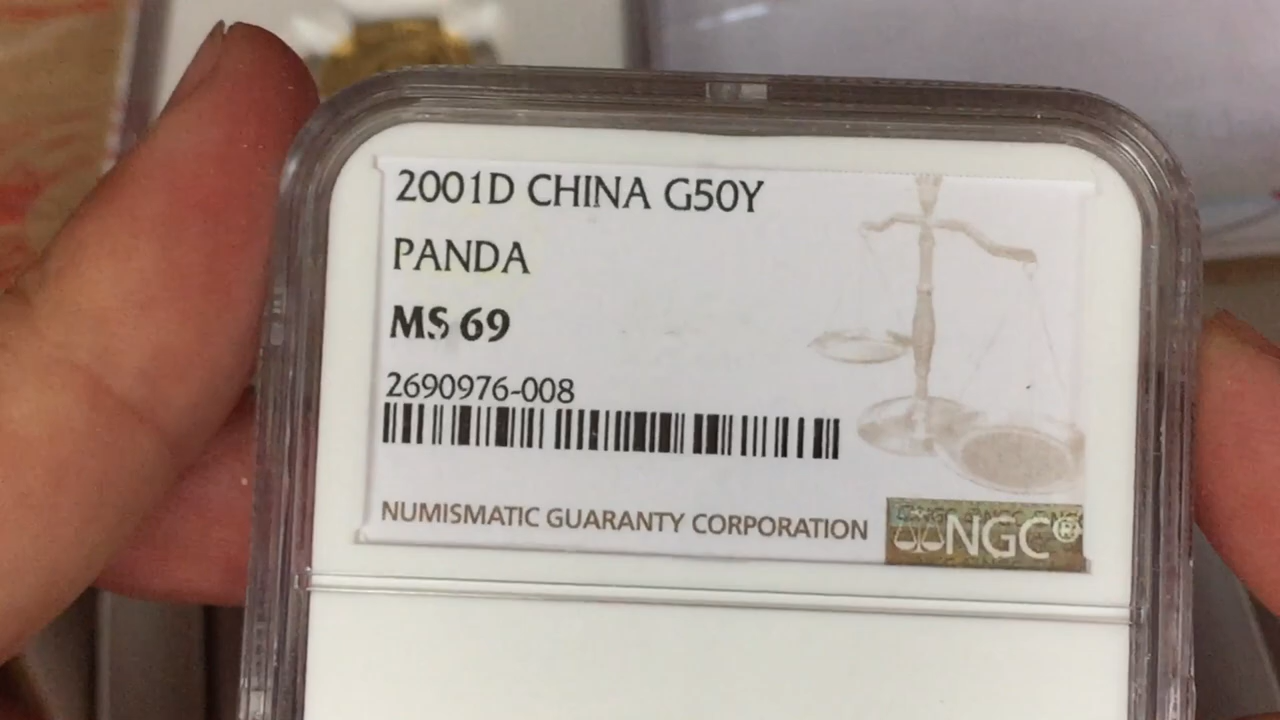 2001D CHINA G50Y
PANDA
MS 69
2690976-008
NUMISMATIC GUARANTY CORPORATION
NGC®